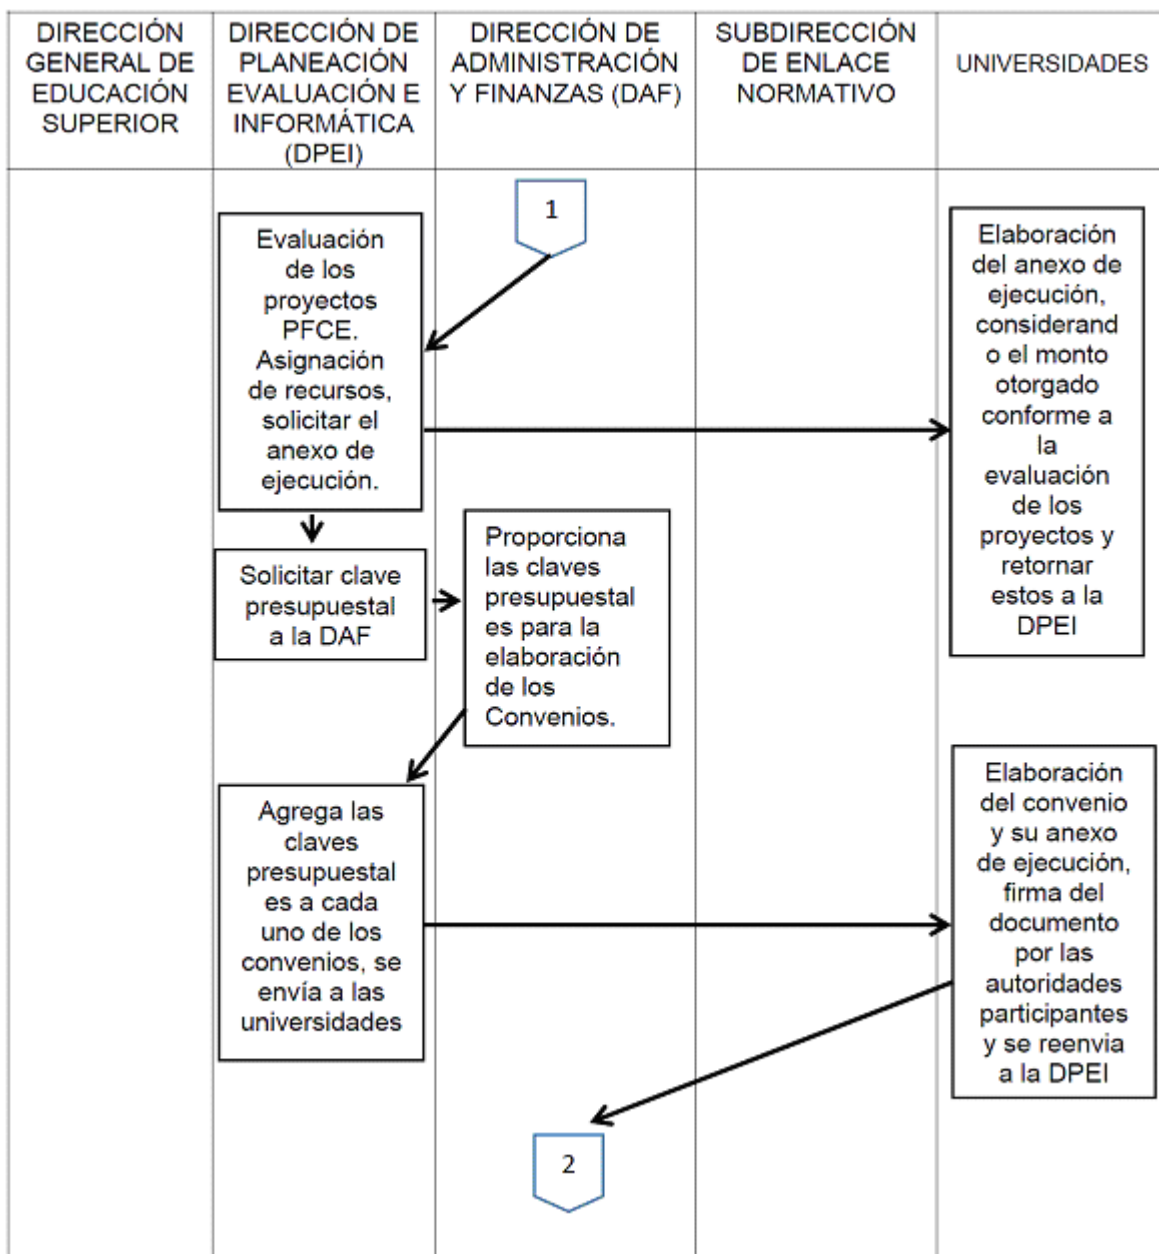 DIRECCIÓN
GENERAL DE
EDUCACIÓN
SUPERIOR
DIRECCIÓN DE
PLANEACIÓN
EVALUACIÓN E
INFORMÁTICA
(DPEI)
DIRECCIÓN DE
ADMINISTRACIÓN
Y FINANZAS (DAF)
SUBDIRECCIÓN
DE ENLACE
NORMATIVO
UNIVERSIDADES
1
Evaluación
de los
proyectos
PFCE.
Asignación
de recursos,
solicitar el
anexo de
ejecución.
Elaboración
del anexo de
ejecución,
considerand
o el monto
otorgado
conforme a
la
evaluación
de los
proyectos y
retornar
estos a la
DPEI
Solicitar clave
presupuestal
a la DAF
Proporciona
las claves
presupuestal
es para la
elaboración
de los
Convenios.
Agrega las
claves
presupuestal
es a cada
uno de los
convenios, se
envía a las
universidades
Elaboración
del convenio
y su anexo
de ejecución,
firma del
documento
por las
autoridades
participantes
y se reenvia
a la DPEI
2